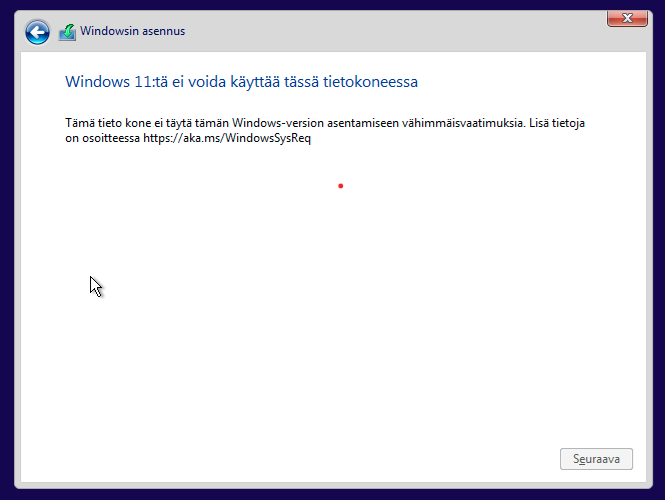 Windowsin asennus
Windows 11:tä ei voida käyttää tässä tietokoneessa
Tämä tieto kone ei täytä tämän Windows-version asentamiseen vähimmäisvaatimuksia. Lisä tietoja
on osoitteessa https://aka.ms/WindowsSysReq
Seuraava